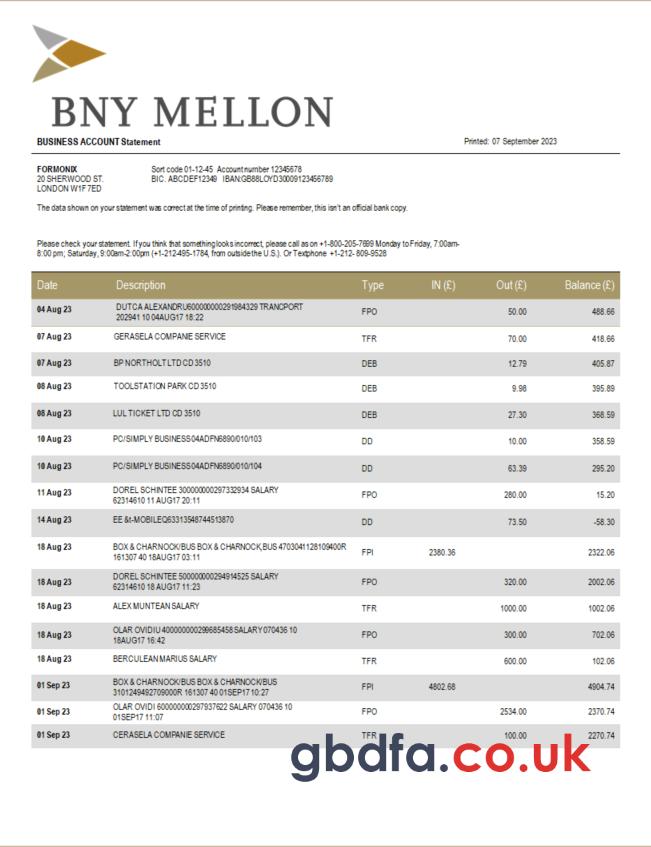 BNY MELLON
BUSINESS ACCOUNT Statement Printed: 07 September 2023
FORMONIX Sort code 01-12-45 Account number 12345678
20 SHERWOOD ST. BIC: ABCDEF12349 IBAN:GB88LOYD30009123456789
LONDON W1F 7ED
The data shown on your statement was correct at the time of printing. Please remember, this isn't an official bank copy.
Please check your statement. If you think that something looks incorrect, please call as on +1-800-205-7699 Monday to Friday, 7:00am-
8:00 pm; Saturday, 9:00am-2:00pm (+1-212-495-1784, from outside the U.S.). Or Textphone +1-212- 809-9528
Date Description Type IN (£) Out (£) Balance (£)
04 Aug 23 DUTCA ALEXANDRU600000000291984329 TRANCPORT FPO 50.00 488.66
202941 10 04AUG17 18:22
07 Aug 23 GERASELA COMPANIE SERVICE TFR 70.00 418.66
07 Aug 23 BP NORTHOLT LTD CD 3510 DEB 12.79 405.87
08 Aug 23 TOOLSTATION PARK CD 3510 DEB 9.98 395.89
08 Aug 23 LUL TICKET LTD CD 3510 DEB 27.30 368.59
10 Aug 23 PC/SIMPLY BUSINESS04ADFN6890/010/103 DD 10.00 358.59
10 Aug 23 PC/SIMPLY BUSINESS04ADFN6890/010/104 DD 63.39 295.20
11 Aug 23 DOREL SCHINTEE 300000000297332934 SALARY FPO 280.00 15.20
62314610 11 AUG17 20:11
14 Aug 23 EE &t-MOBILEQ63313548744513870 DD 73.50 -58.30
18 Aug 23 BOX & CHARNOCK/BUS BOX & CHARNOCK,BUS 4703041128109400R FPI 2380.36 2322.06
161307 40 18AUG17 03:11
18 Aug 23 DOREL SCHINTEE 500000000294914525 SALARY FPO 320.00 2002.06
62314610 18 AUG17 11:23
18 Aug 23 ALEX MUNTEAN SALARY TFR 1000.00 1002.06
18 Aug 23 OLAR OVIDIU 400000000299685458 SALARY 070436 10 FPO 300.00 702.06
18AUG17 16:42
18 Aug 23 BERCULEAN MARIUS SALARY TFR 600.00 102.06
01 Sep 23 BOX & CHARNOCK/BUS BOX & CHARNOCK/BUS FPI 4802.68 4904.74
3101249492709000R 161307 40 01SEP17 10:27
01 Sep 23 OLAR OVIDI 600000000297937622 SALARY 070436 10 FPO 2534.00 2370.74
01SEP17 11:07
01 Sep 23 CERASELA COMPANIE SERVICE TFR 100.00 2270.74
gbdfa.co.uk